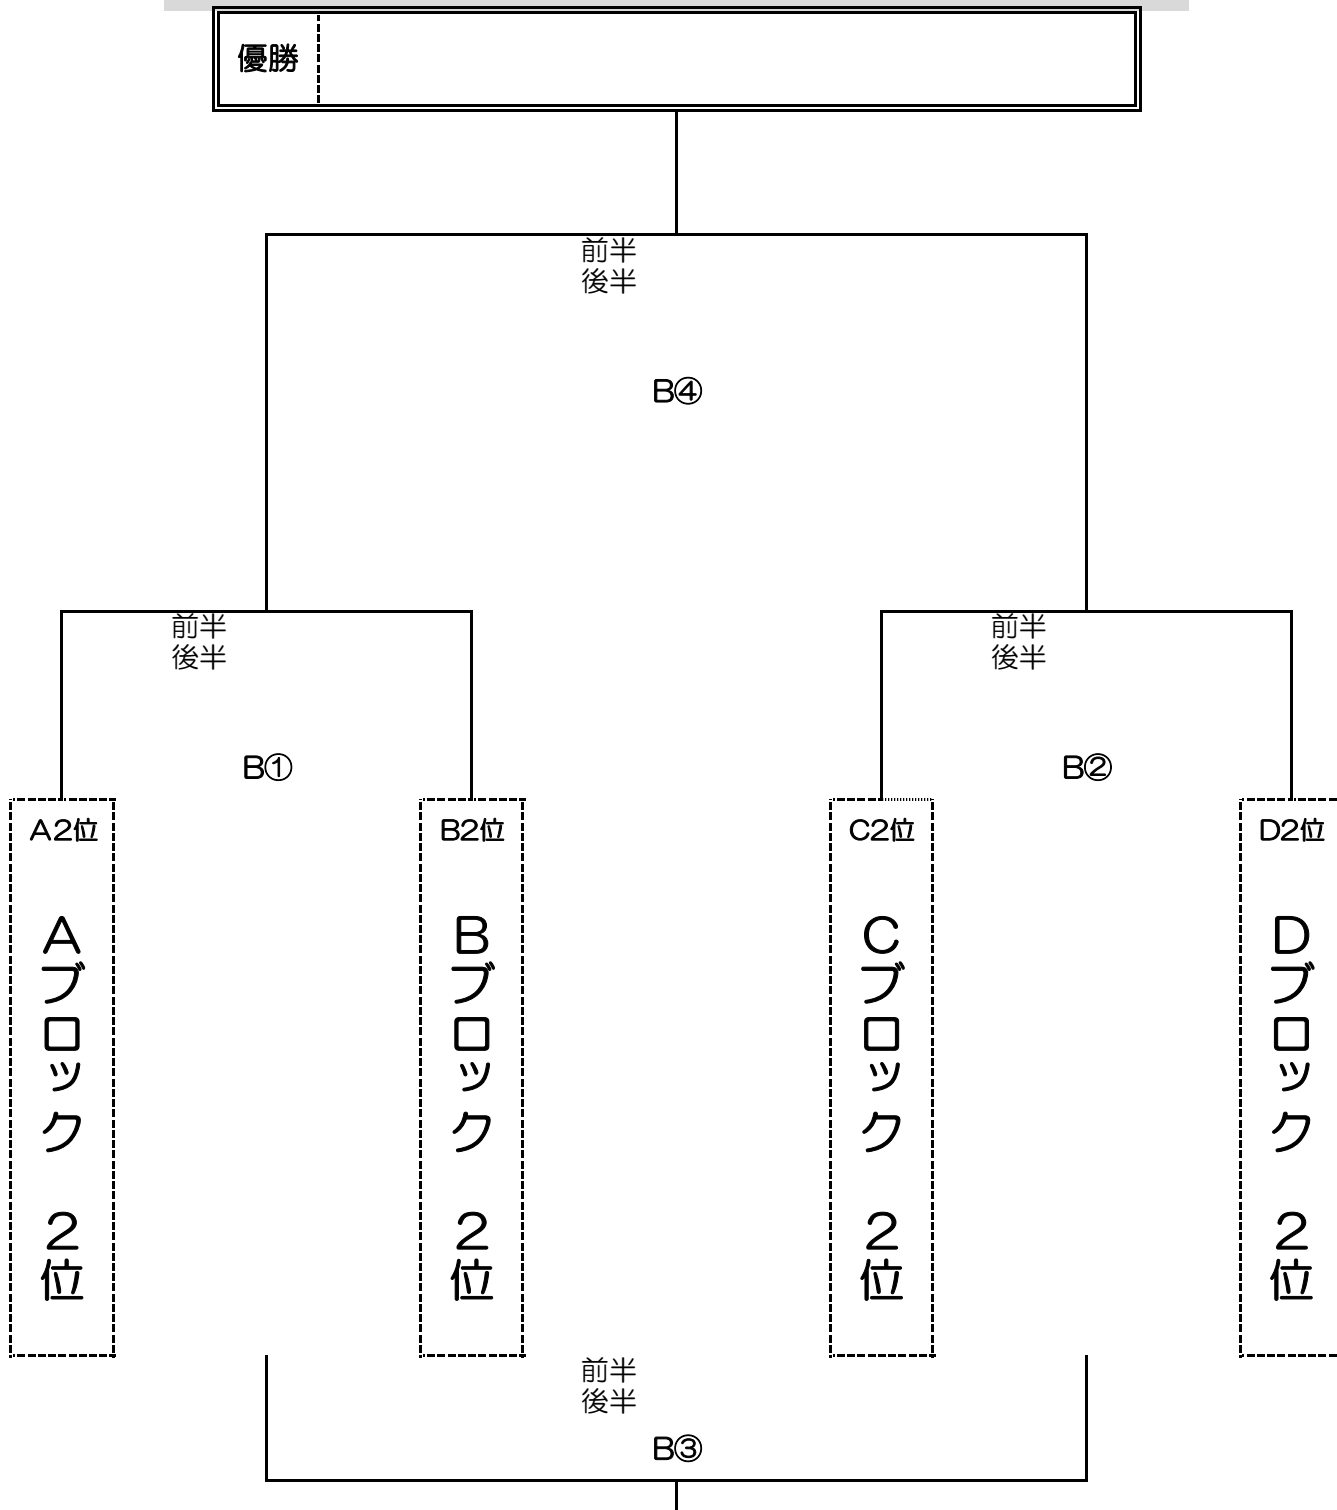 優勝
前半
後半
B④
前半
後半
前半
後半
B①
B②
A2位
B2位
C2位
D2位
Aブロック 2位
Bブロック 2位
Cブロック 2位
Dブロック 2位
前半
後半
B③